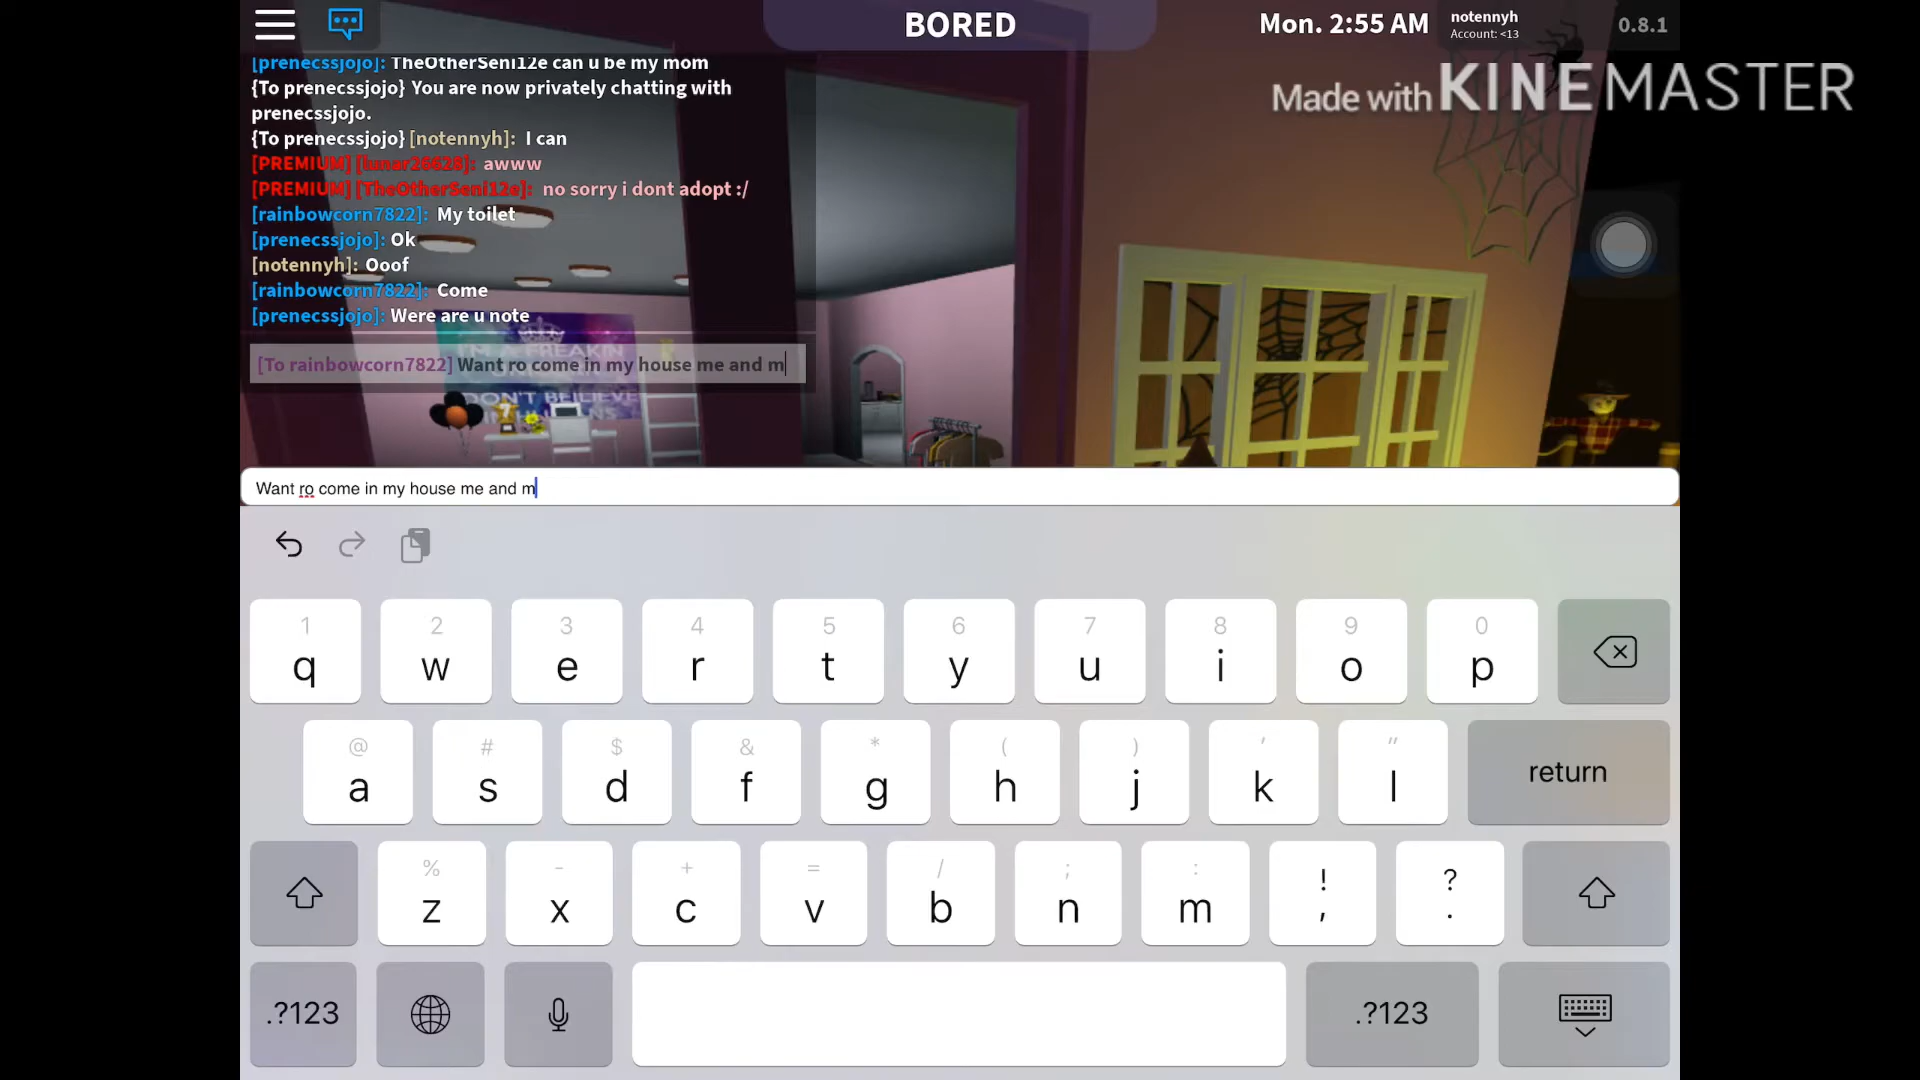 BORED
Mon. 2:55 AM
notennyh
Account: <13
0.8.1
Made with KINEMASTER
[prenecssjojo]: TheOtherSeni12e can u be my mom
{To prenecssjojo} You are now privately chatting with
prenecssjojo.
{To prenecssjojo} [notennyh]: I can
[PREMIUM] [lunar26628]: awww
[PREMIUM] [TheOtherSeni12e]: no sorry i dont adopt :/
[rainbowcorn7822]: My toilet
[prenecssjojo]: Ok
[notennyh]: Ooof
[rainbowcorn7822]: Come
[prenecssjojo]: Were are u note
[To rainbowcorn7822] Want ro come in my house me and m
I'M A FREAKIN
DON'T BEILIEVE
IN HUMANS
Want ro come in my house me and m
1 2 3 4 5 6 7 8 9 0
q w e r t y u i o p
@ # $ & * ( ) ' "
a s d f g h j k l return
% - + = / ; : ! ?
z x c v b n m , .
.?123 .?123